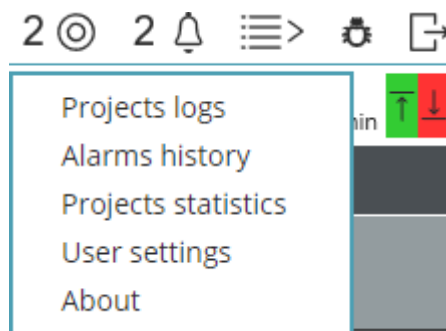 2 2
Projects logs
Alarms history
Projects statistics
User settings
About